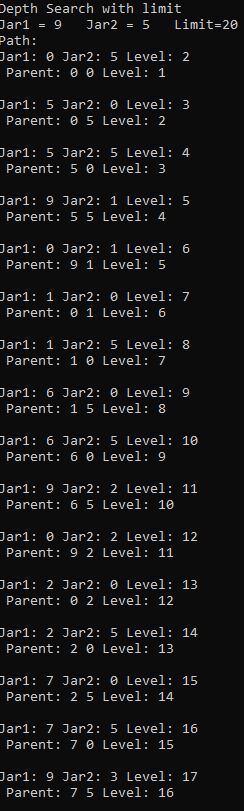 Depth Search with limit
Jar1 = 9   Jar2 = 5   Limit=20
Path:
Jar1: 0 Jar2: 5 Level: 2
 Parent: 0 0 Level: 1
Jar1: 5 Jar2: 0 Level: 3
 Parent: 0 5 Level: 2
Jar1: 5 Jar2: 5 Level: 4
 Parent: 5 0 Level: 3
Jar1: 9 Jar2: 1 Level: 5
 Parent: 5 5 Level: 4
Jar1: 0 Jar2: 1 Level: 6
 Parent: 9 1 Level: 5
Jar1: 1 Jar2: 0 Level: 7
 Parent: 0 1 Level: 6
Jar1: 1 Jar2: 5 Level: 8
 Parent: 1 0 Level: 7
Jar1: 6 Jar2: 0 Level: 9
 Parent: 1 5 Level: 8
Jar1: 6 Jar2: 5 Level: 10
 Parent: 6 0 Level: 9
Jar1: 9 Jar2: 2 Level: 11
 Parent: 6 5 Level: 10
Jar1: 0 Jar2: 2 Level: 12
 Parent: 9 2 Level: 11
Jar1: 2 Jar2: 0 Level: 13
 Parent: 0 2 Level: 12
Jar1: 2 Jar2: 5 Level: 14
 Parent: 2 0 Level: 13
Jar1: 7 Jar2: 0 Level: 15
 Parent: 2 5 Level: 14
Jar1: 7 Jar2: 5 Level: 16
 Parent: 7 0 Level: 15
Jar1: 9 Jar2: 3 Level: 17
 Parent: 7 5 Level: 16